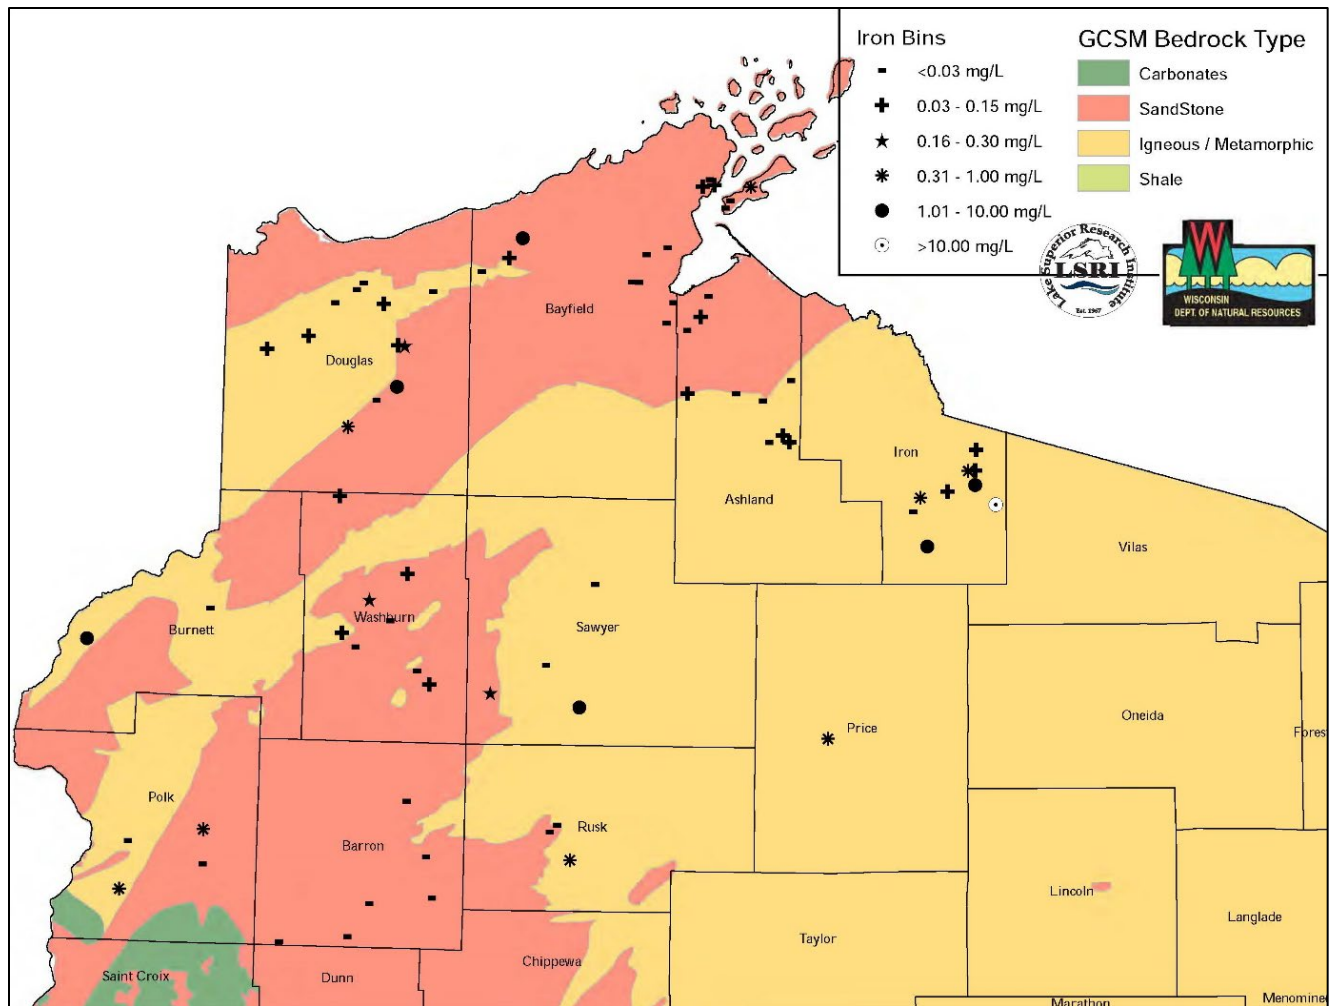 Iron Bins
<0.03 mg/L
0.03 - 0.15 mg/L
0.16 - 0.30 mg/L
0.31 - 1.00 mg/L
1.01 - 10.00 mg/L
>10.00 mg/L
GCSM Bedrock Type
Carbonates
SandStone
Igneous / Metamorphic
Shale
Lake Superior Research Institute
LSRI
Est. 1967
W
WISCONSIN
DEPT. OF NATURAL RESOURCES
Bayfield
Douglas
Iron
Ashland
Vilas
Burnett
Washburn
Sawyer
Oneida
Price
Fores
Polk
Barron
Rusk
Lincoln
Langlade
Taylor
Chippewa
Saint Croix
Dunn
Marathon
Menomine